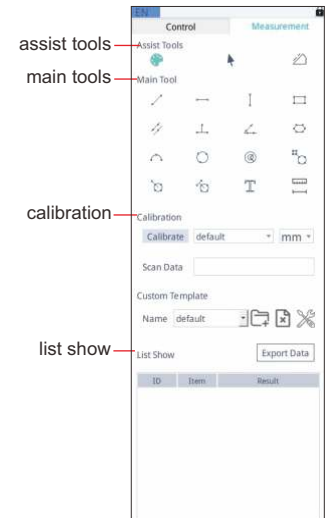 EN
Control Measurement
assist tools
Assist Tools
main tools
Main Tool
T
calibration
Calibration
Calibrate default mm
Scan Data
Custom Template
Name default
list show
List Show Export Data
ID Item Result